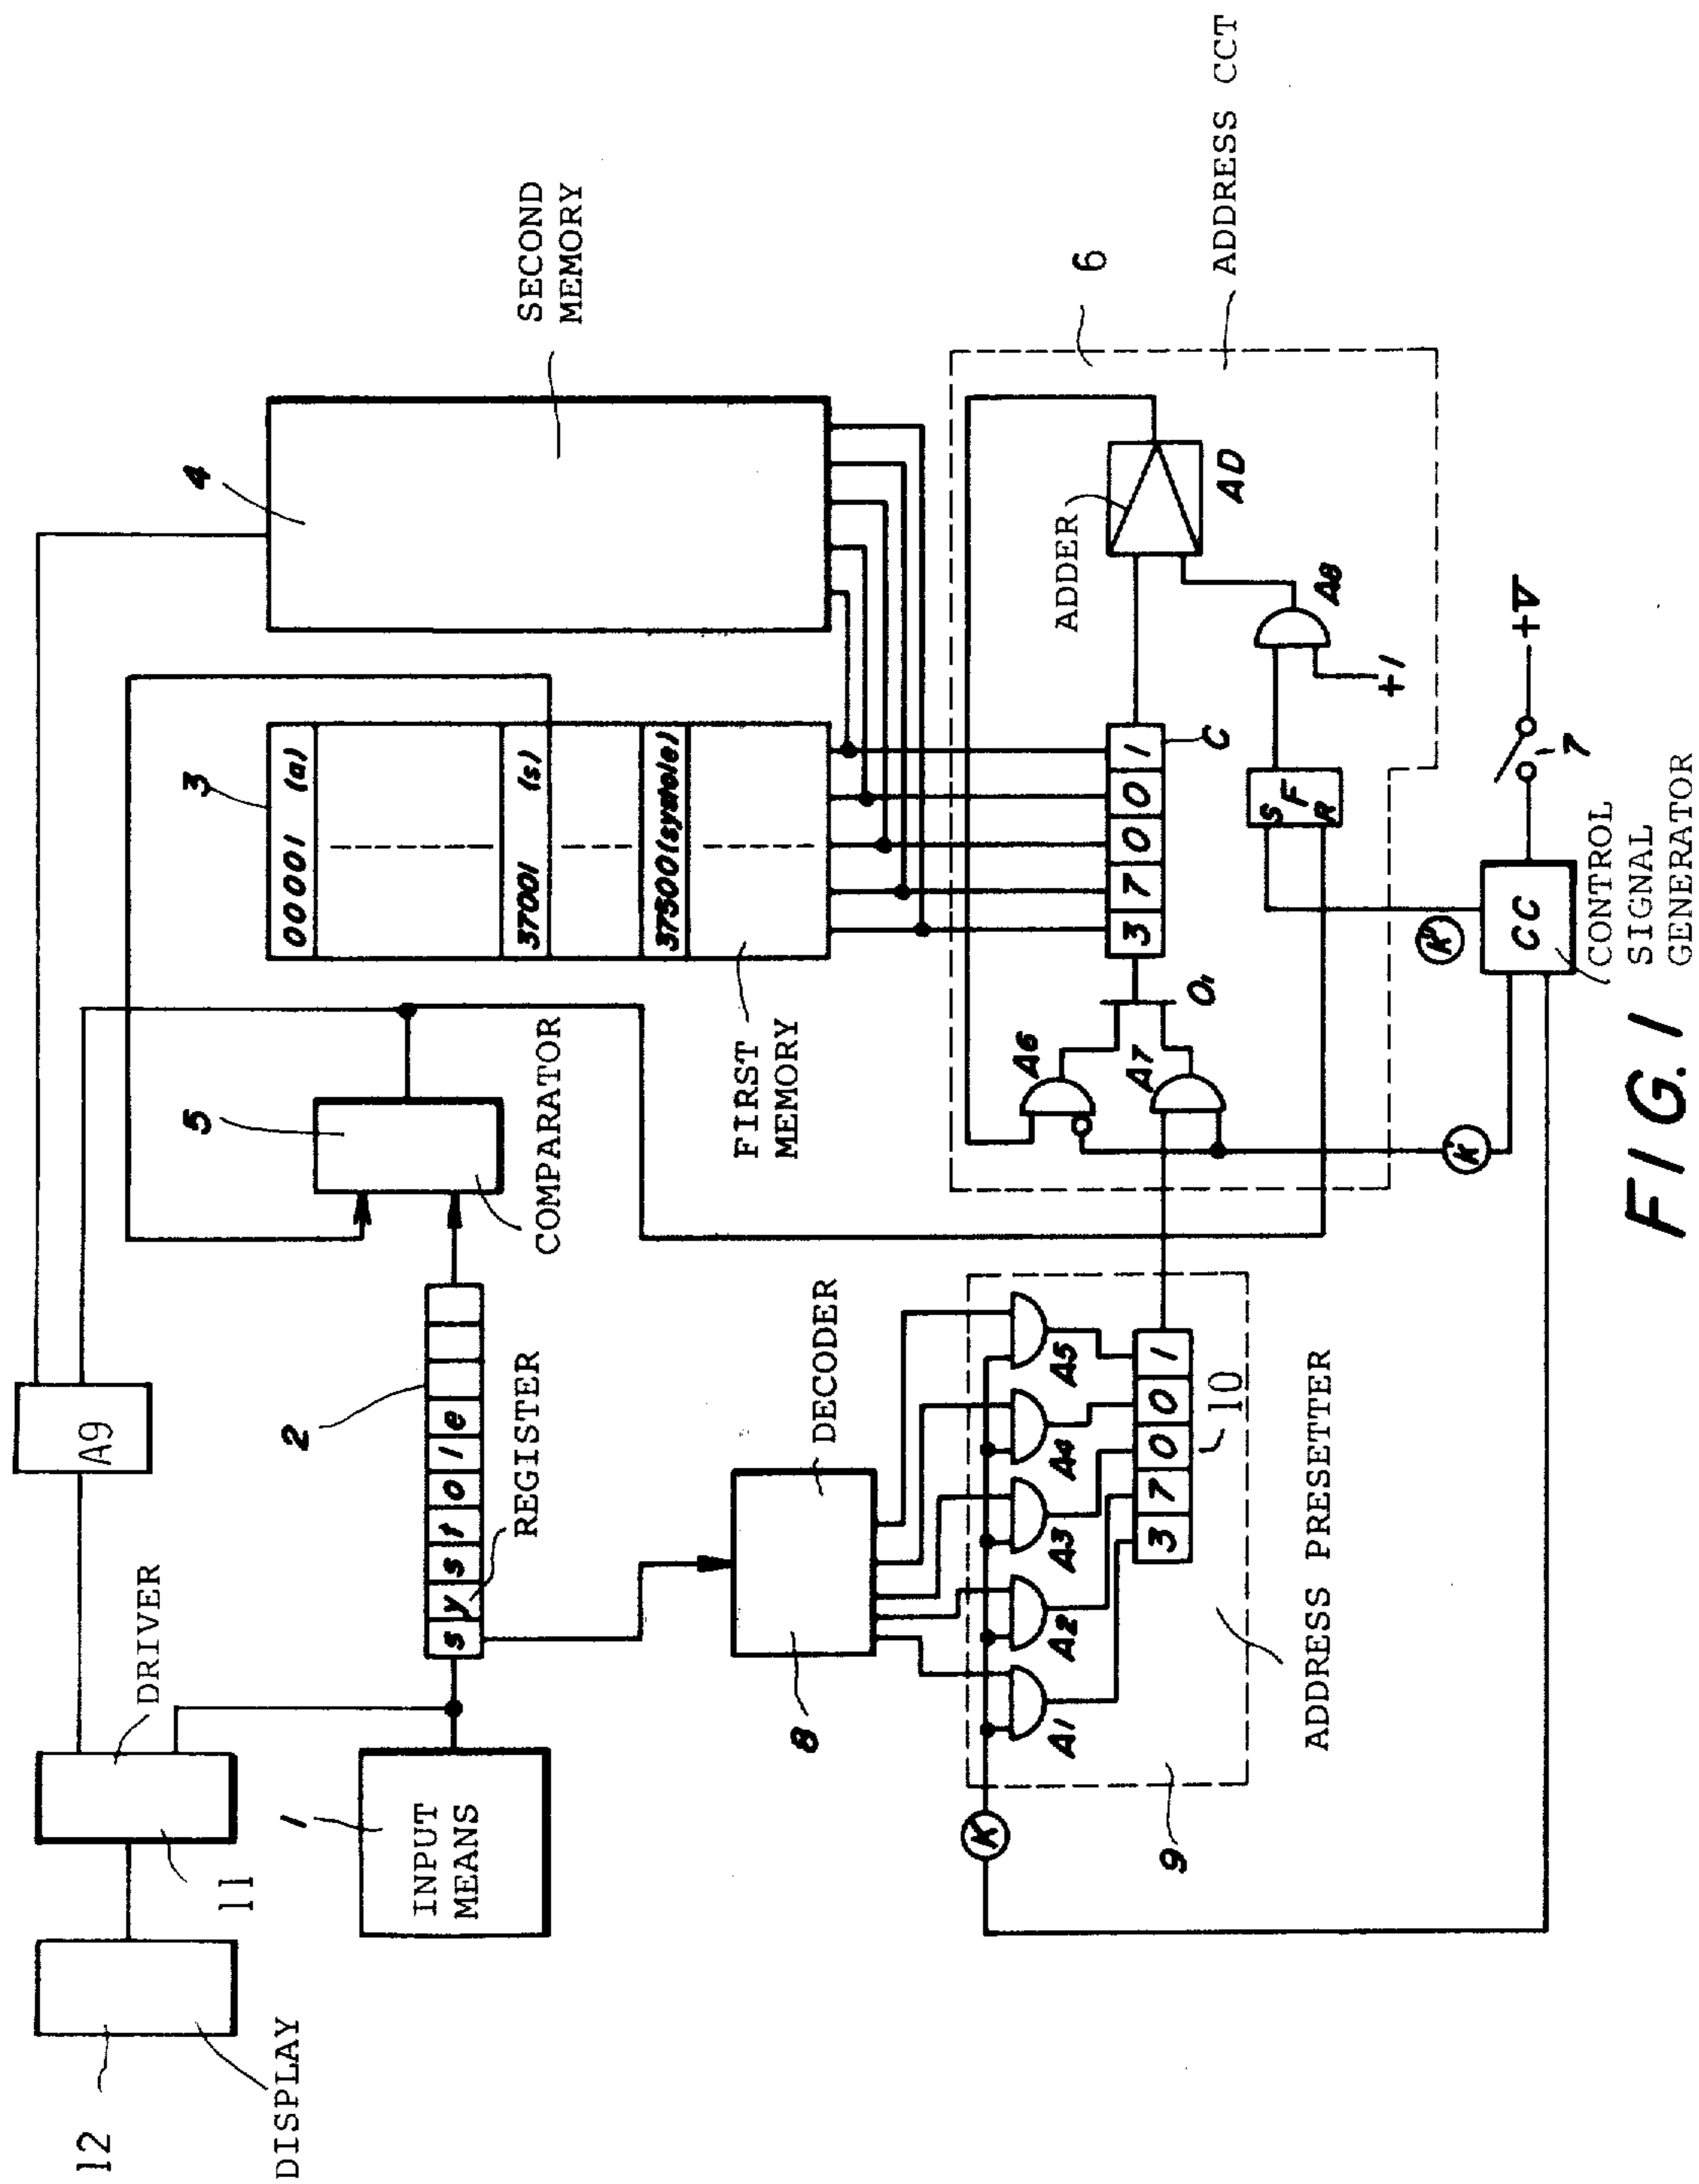 12
DISPLAY
11
DRIVER
A9
1
INPUT
MEANS
2
s y s t o l e
REGISTER
5
COMPARATOR
3
00001 (a)
37001 (s)
37500 (systole)
FIRST
MEMORY
4
SECOND
MEMORY
8
DECODER
K
9
A1
A2
A3
A4
A5
3 7 0 0 1
10
ADDRESS PRESETTER
6
ADDRESS CCT
A6
A7
O1
3 7 0 0 1
C
ADDER
AD
S F R
A8
+1
K'
K"
CC
7
+V
CONTROL
SIGNAL
GENERATOR
FIG. 1